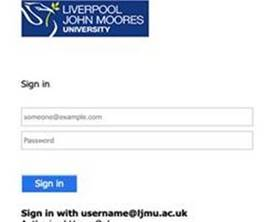 LIVERPOOL
JOHN MOORES
UNIVERSITY
Sign in
someone@example.com
Password
Sign in
Sign in with username@ljmu.ac.uk